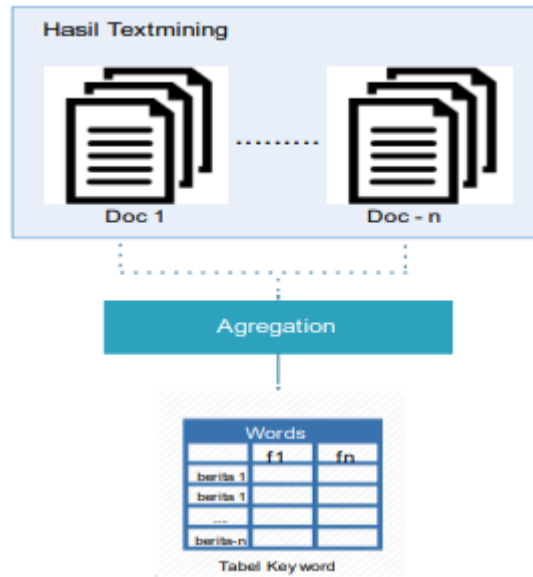 Hasil Textmining
Doc 1
Doc - n
Agregation
Words
f1 fn
berita 1
berita 1
....
berita-n
Tabel Keyword